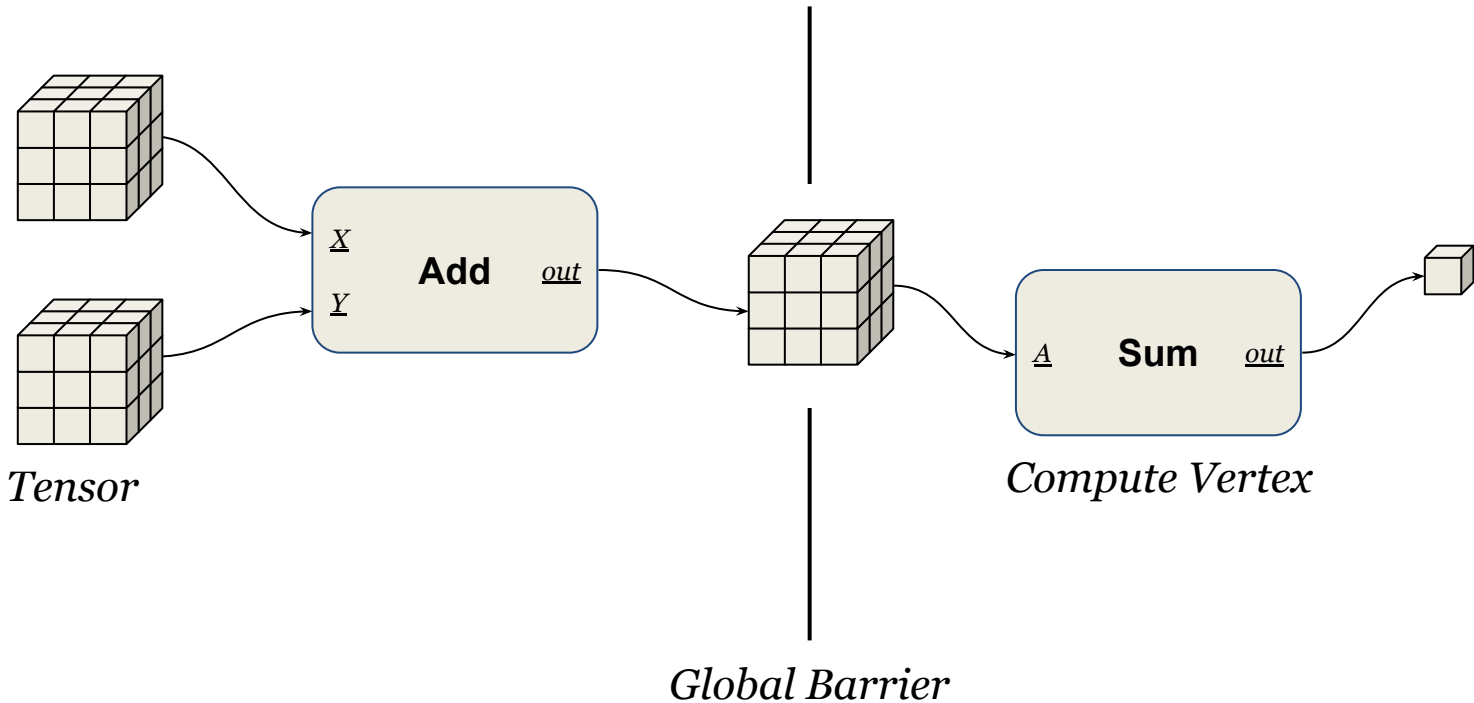 X
Add
out
Y
A
Sum
out
Tensor
Compute Vertex
Global Barrier